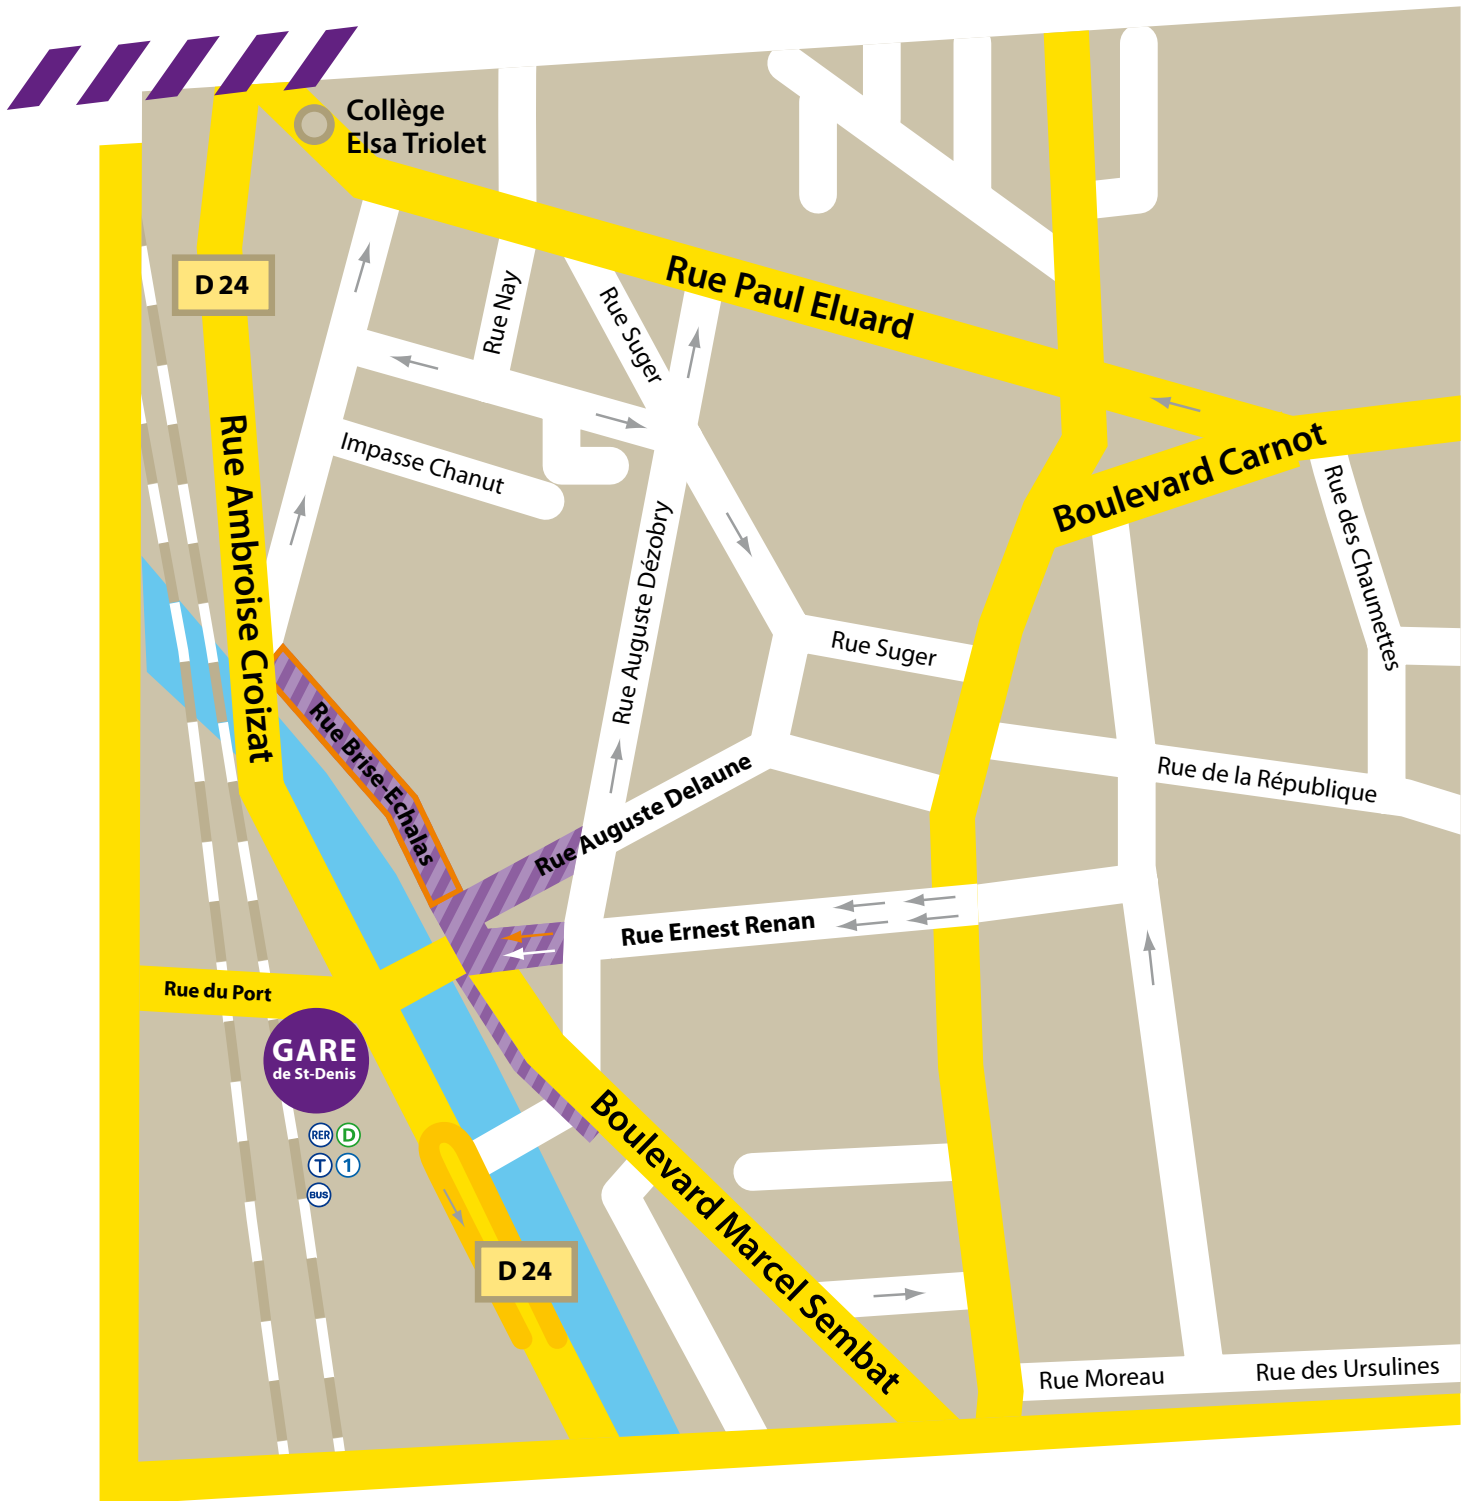 Collège
Elsa Triolet
D 24
Rue Paul Eluard
Rue Nay
Rue Suger
Rue Ambroise Croizat
Impasse Chanut
Boulevard Carnot
Rue des Chaumettes
Rue Auguste Dézobry
Rue Suger
Rue Brise-Echalas
Rue Auguste Delaune
Rue de la République
Rue Ernest Renan
Rue du Port
GARE
de St-Denis
RER D
T 1
BUS
Boulevard Marcel Sembat
D 24
Rue Moreau
Rue des Ursulines